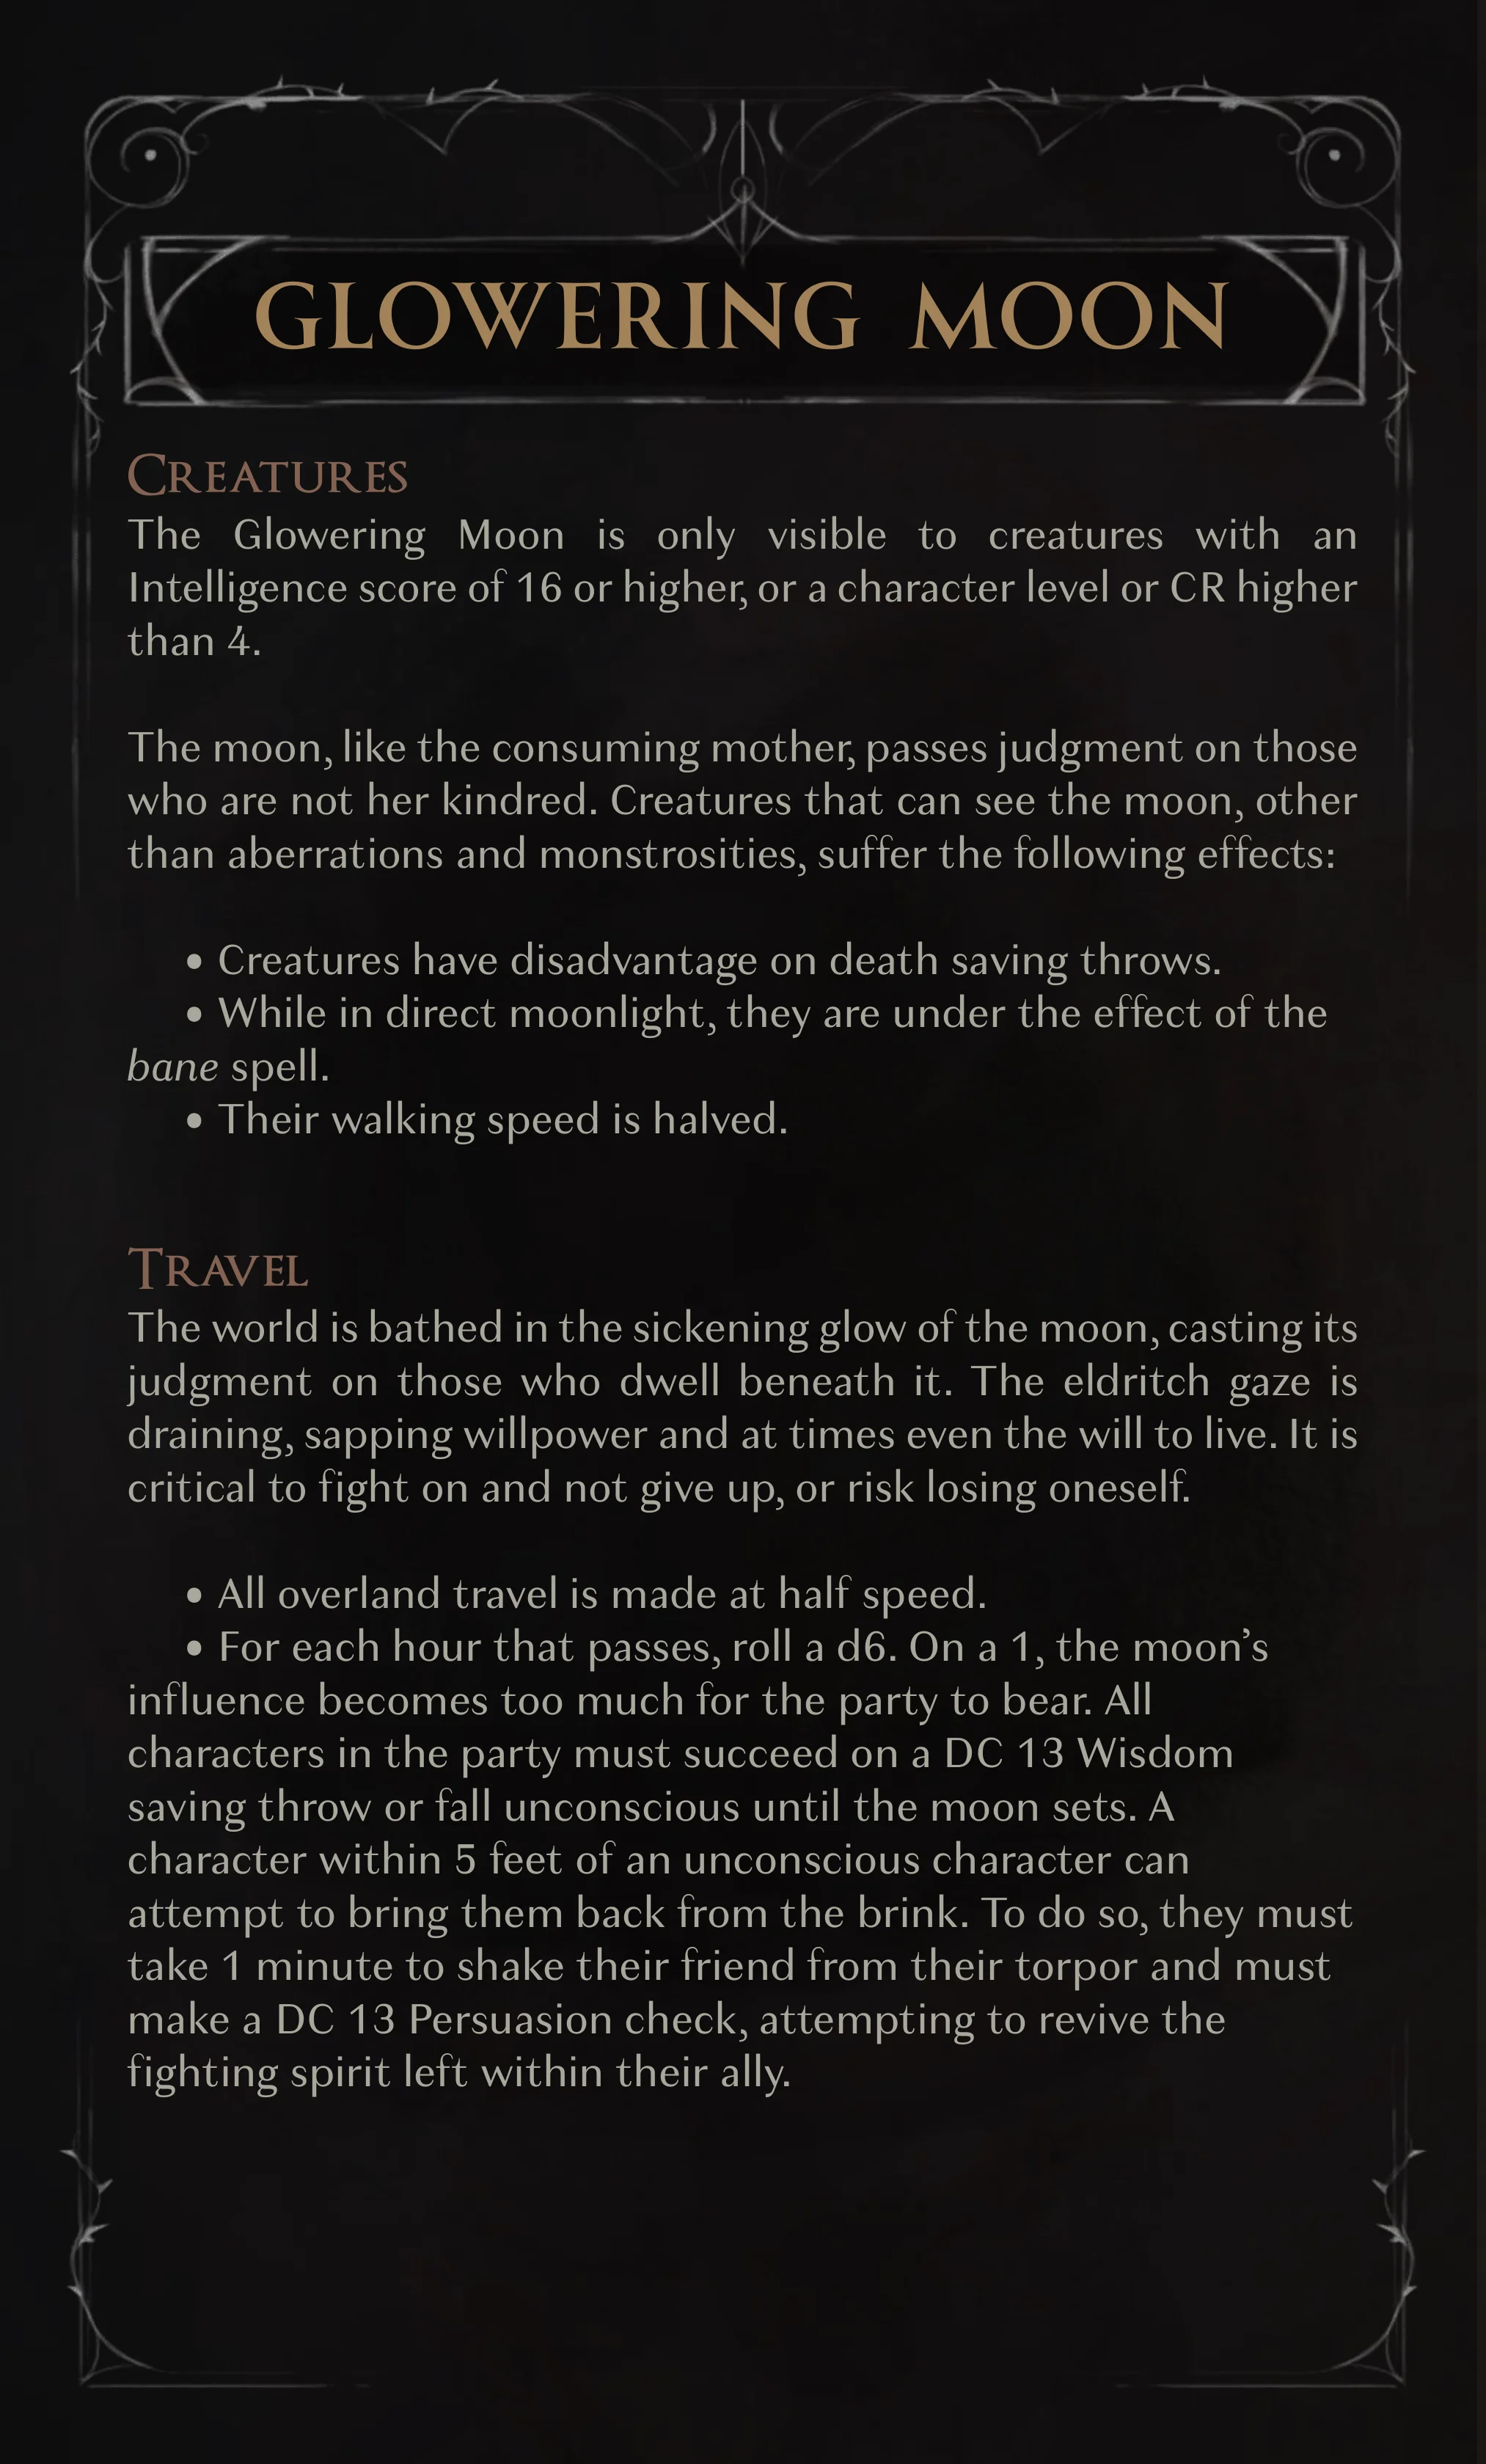 GLOWERING MOON
CREATURES
The Glowering Moon is only visible to creatures with an
Intelligence score of 16 or higher, or a character level or CR higher
than 4.
The moon, like the consuming mother, passes judgment on those
who are not her kindred. Creatures that can see the moon, other
than aberrations and monstrosities, suffer the following effects:
• Creatures have disadvantage on death saving throws.
• While in direct moonlight, they are under the effect of the
bane spell.
• Their walking speed is halved.
TRAVEL
The world is bathed in the sickening glow of the moon, casting its
judgment on those who dwell beneath it. The eldritch gaze is
draining, sapping willpower and at times even the will to live. It is
critical to fight on and not give up, or risk losing oneself.
• All overland travel is made at half speed.
• For each hour that passes, roll a d6. On a 1, the moon’s
influence becomes too much for the party to bear. All
characters in the party must succeed on a DC 13 Wisdom
saving throw or fall unconscious until the moon sets. A
character within 5 feet of an unconscious character can
attempt to bring them back from the brink. To do so, they must
take 1 minute to shake their friend from their torpor and must
make a DC 13 Persuasion check, attempting to revive the
fighting spirit left within their ally.